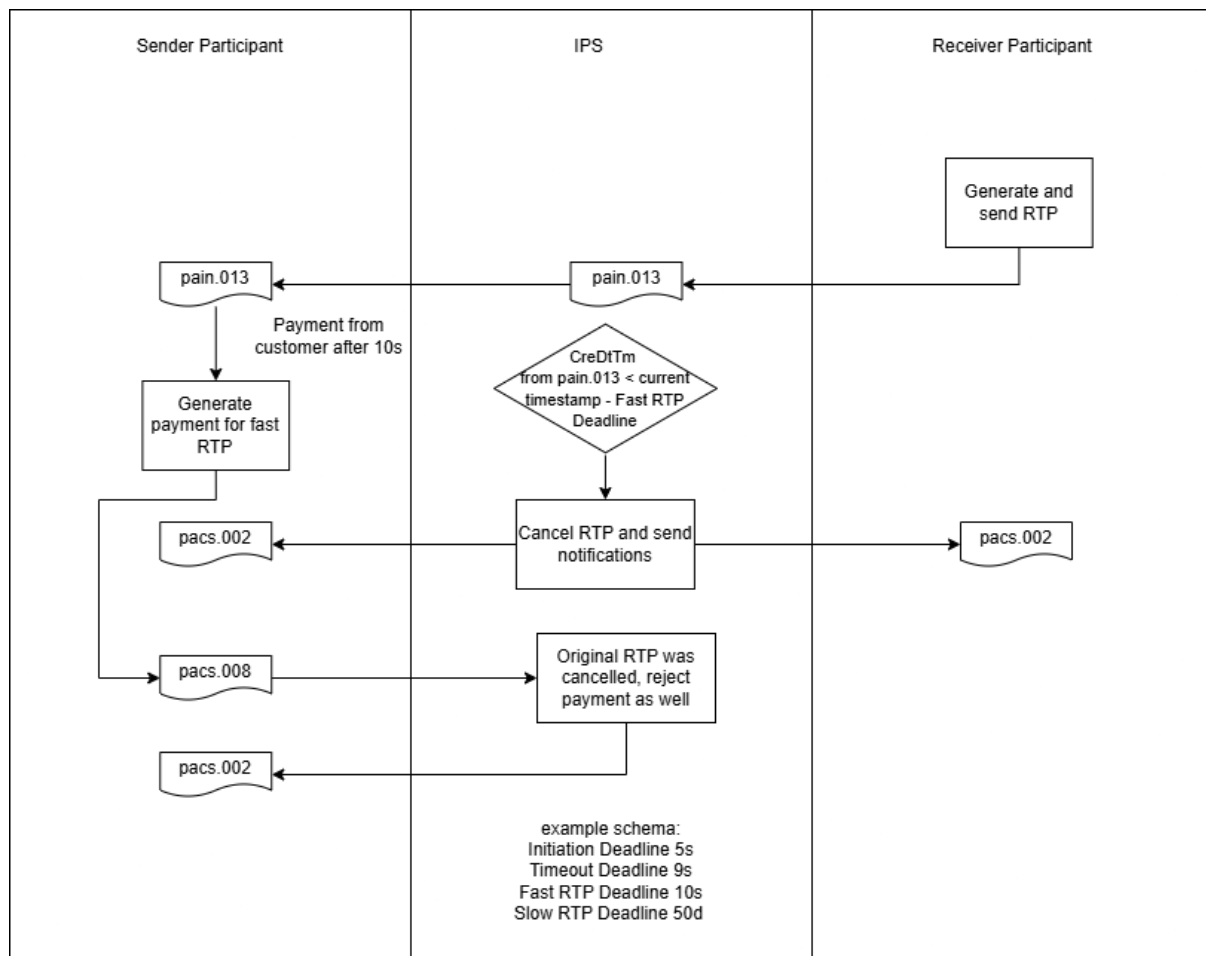 Sender Participant
IPS
Receiver Participant
Generate and
send RTP
pain.013
pain.013
Payment from
customer after 10s
CreDtTm
from pain.013 < current
timestamp - Fast RTP
Deadline
Generate
payment for fast
RTP
pacs.002
Cancel RTP and send
notifications
pacs.002
pacs.008
Original RTP was
cancelled, reject
payment as well
pacs.002
example schema:
Initiation Deadline 5s
Timeout Deadline 9s
Fast RTP Deadline 10s
Slow RTP Deadline 50d